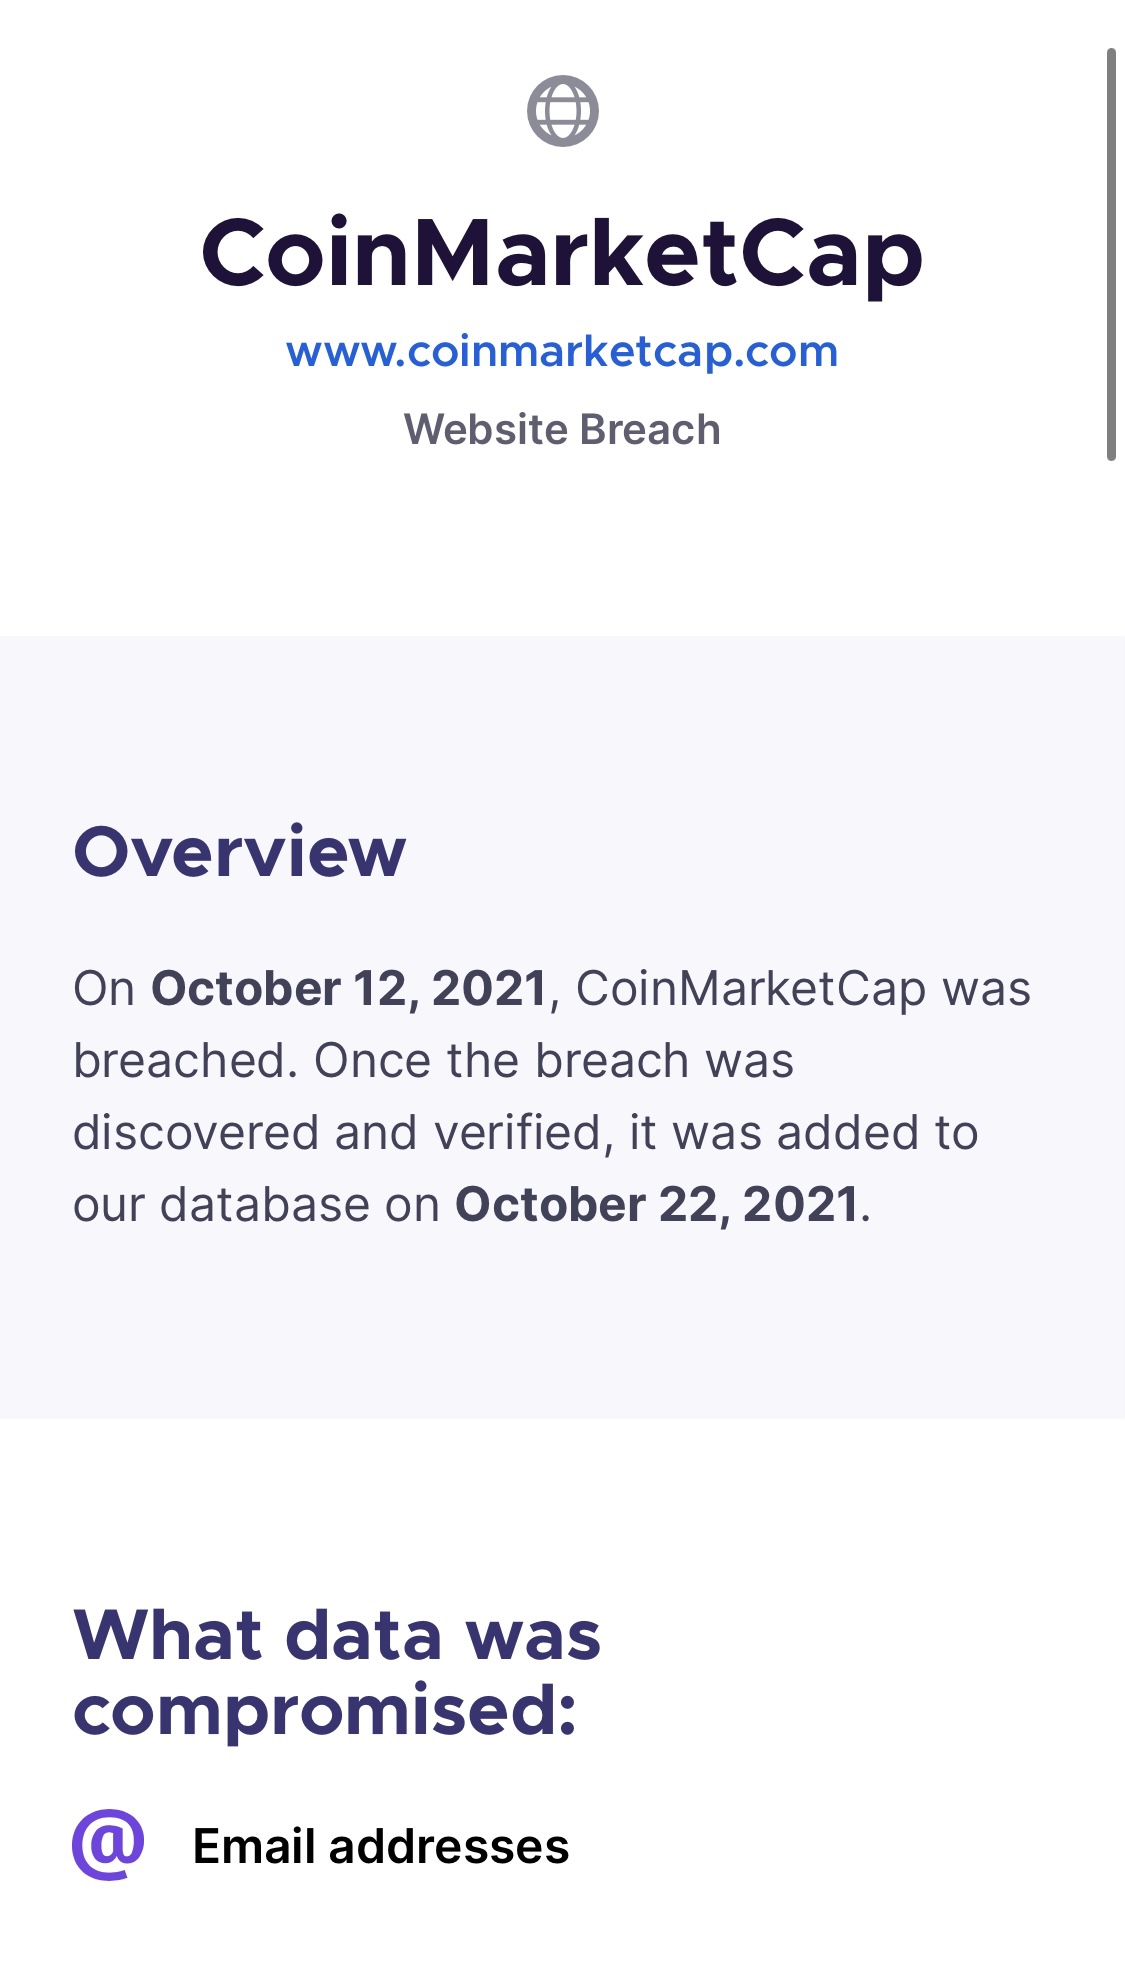 CoinMarketCap
www.coinmarketcap.com
Website Breach
Overview
On October 12, 2021, CoinMarketCap was
breached. Once the breach was
discovered and verified, it was added to
our database on October 22, 2021.
What data was
compromised:
@ Email addresses